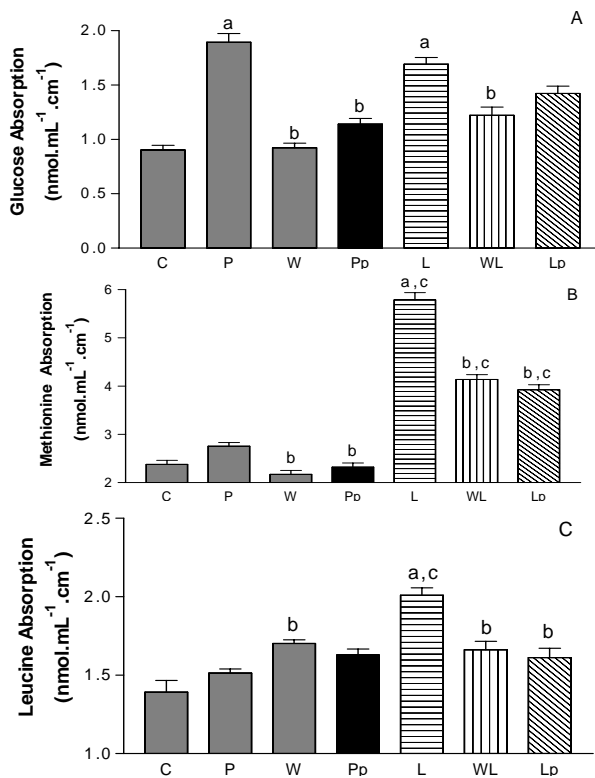 A
Glucose Absorption
(nmol.mL⁻¹.cm⁻¹)
2.0
1.5
1.0
0.5
0.0
a
b
b
a
b
C P W Pp L WL Lp
B
Methionine Absorption
(nmol.mL⁻¹.cm⁻¹)
6
5
4
3
2
b
b
a,c
b,c
b,c
C P W Pp L WL Lp
C
Leucine Absorption
(nmol.mL⁻¹.cm⁻¹)
2.5
2.0
1.5
1.0
b
a,c
b
b
C P W Pp L WL Lp